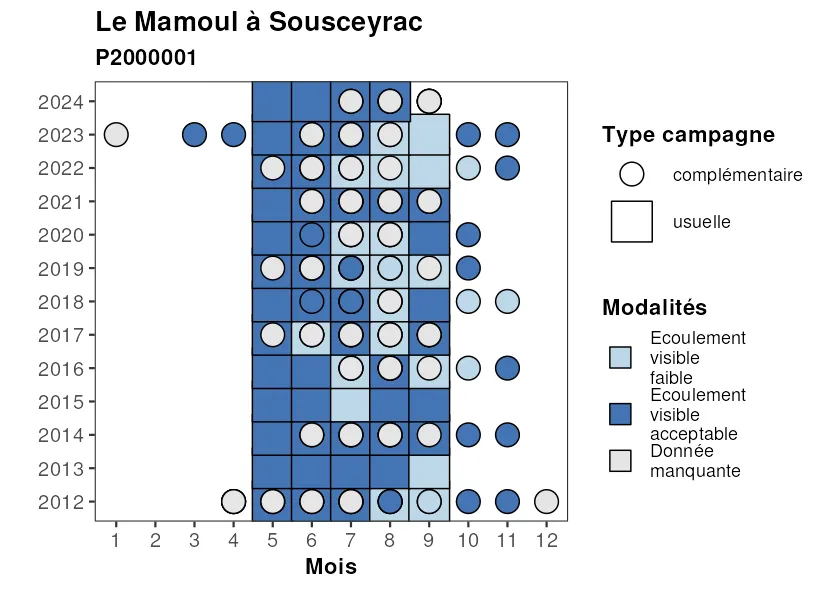 Le Mamoul à Sousceyrac
P2000001
2024
2023
2022
2021
2020
2019
2018
2017
2016
2015
2014
2013
2012
1 2 3 4 5 6 7 8 9 10 11 12
Mois
Type campagne
complémentaire
usuelle
Modalités
Ecoulement
visible
faible
Ecoulement
visible
acceptable
Donnée
manquante